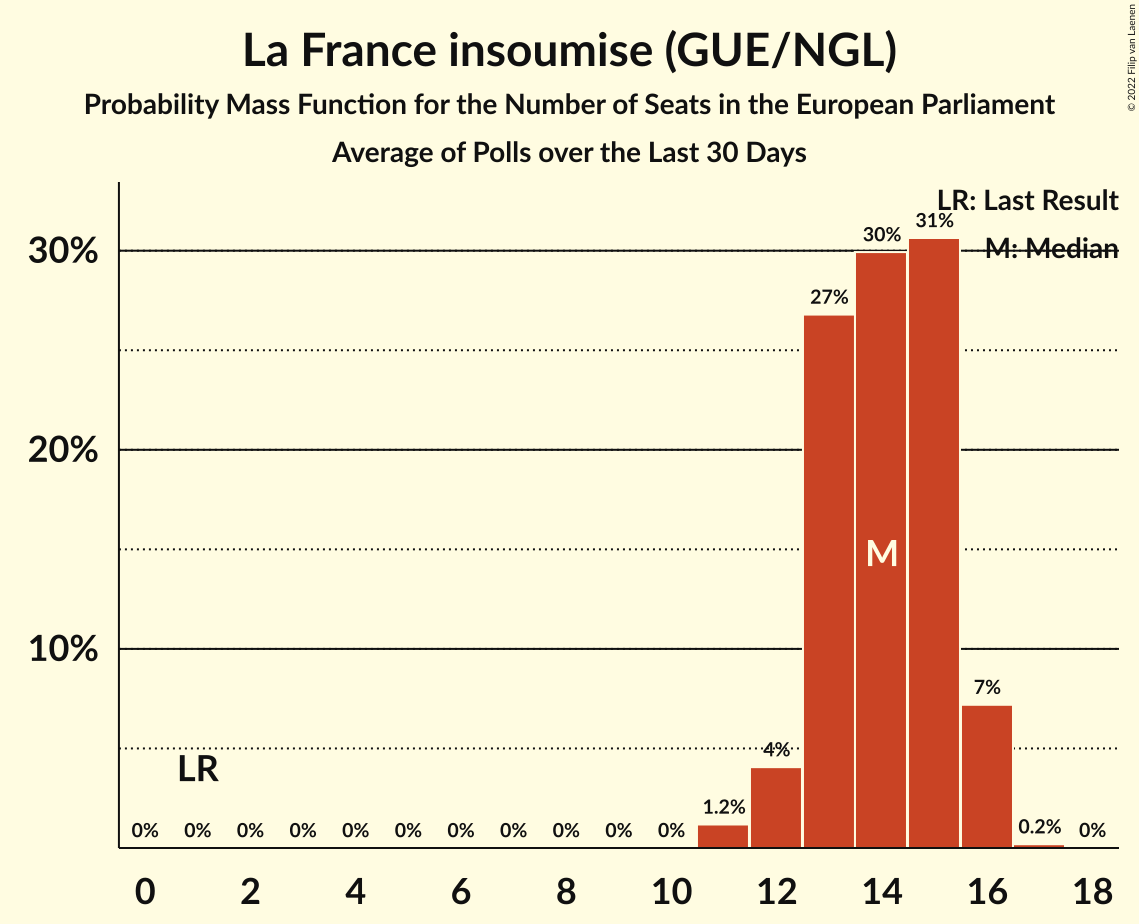 La France insoumise (GUE/NGL)
Probability Mass Function for the Number of Seats in the European Parliament
Average of Polls over the Last 30 Days
© 2022 Filip van Laenen
LR: Last Result
M: Median
30%
20%
10%
0%
0%
0%
0%
0%
0%
0%
0%
0%
0%
0%
1.2%
4%
27%
30%
31%
7%
0.2%
0%
LR
M
0 2 4 6 8 10 12 14 16 18